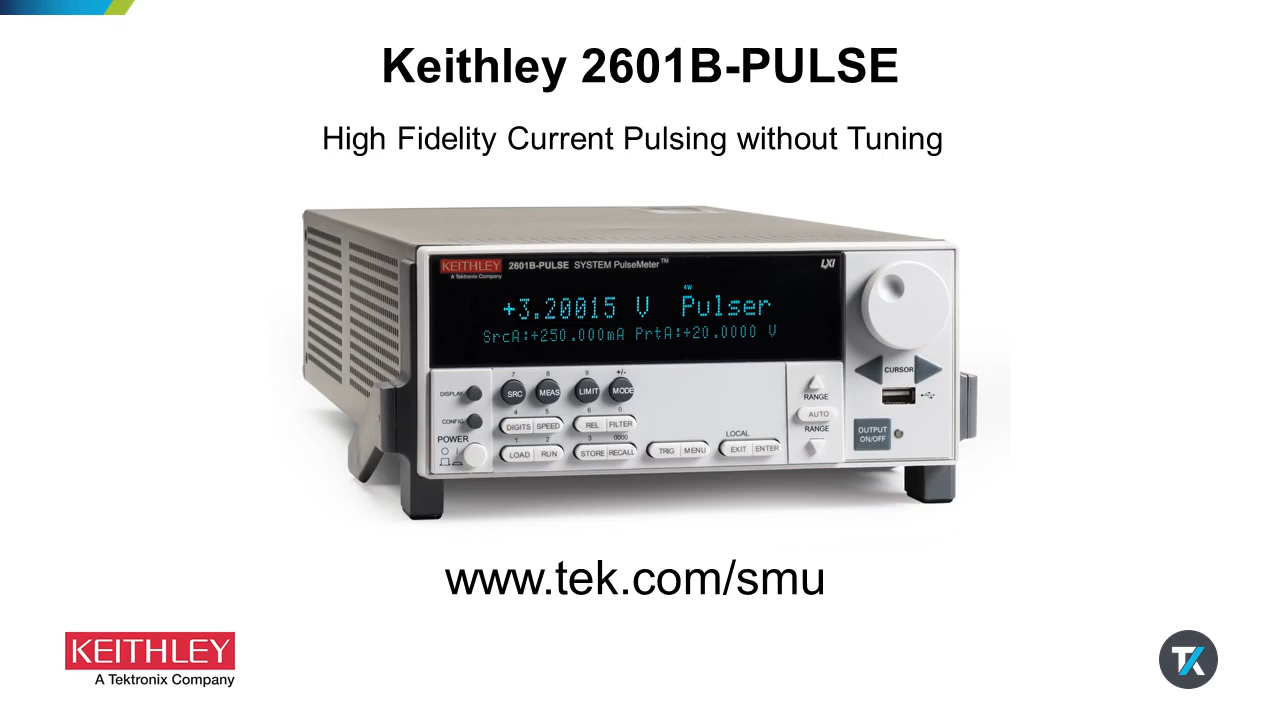 Keithley 2601B-PULSE
High Fidelity Current Pulsing without Tuning
KEITHLEY 2601B-PULSE SYSTEM PulseMeter™ LXI
A Tektronix Company
4W
+3.20015 V Pulser
SrcA:+250.000mA PrtA:+20.0000 V
7 8 9 +/-
DISPLAY SRC MEAS LIMIT MODE
RANGE
CURSOR
4 5 6 0
CONFIG DIGITS SPEED REL FILTER
AUTO
POWER
1 2 3 0000 LOCAL
RANGE
OUTPUT
ON/OFF
LOAD RUN STORE RECALL TRIG MENU EXIT ENTER
www.tek.com/smu
KEITHLEY
A Tektronix Company
TK